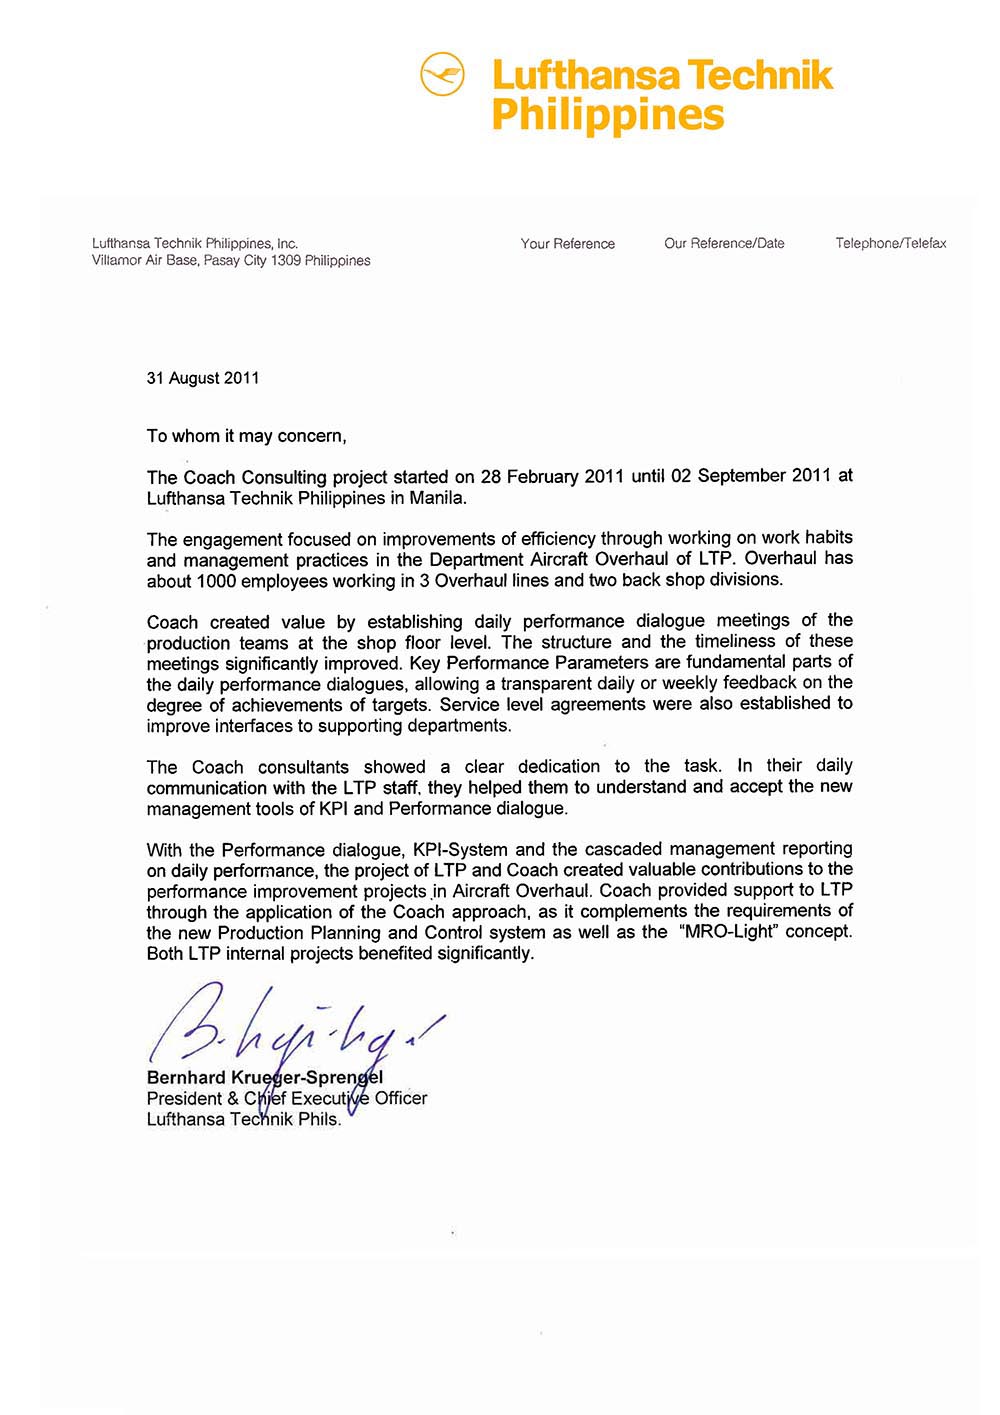 Lufthansa Technik
Philippines
Lufthansa Technik Philippines, Inc.
Villamor Air Base, Pasay City 1309 Philippines
Your Reference Our Reference/Date Telephone/Telefax
31 August 2011
To whom it may concern,
The Coach Consulting project started on 28 February 2011 until 02 September 2011 at
Lufthansa Technik Philippines in Manila.
The engagement focused on improvements of efficiency through working on work habits
and management practices in the Department Aircraft Overhaul of LTP. Overhaul has
about 1000 employees working in 3 Overhaul lines and two back shop divisions.
Coach created value by establishing daily performance dialogue meetings of the
production teams at the shop floor level. The structure and the timeliness of these
meetings significantly improved. Key Performance Parameters are fundamental parts of
the daily performance dialogues, allowing a transparent daily or weekly feedback on the
degree of achievements of targets. Service level agreements were also established to
improve interfaces to supporting departments.
The Coach consultants showed a clear dedication to the task. In their daily
communication with the LTP staff, they helped them to understand and accept the new
management tools of KPI and Performance dialogue.
With the Performance dialogue, KPI-System and the cascaded management reporting
on daily performance, the project of LTP and Coach created valuable contributions to the
performance improvement projects in Aircraft Overhaul. Coach provided support to LTP
through the application of the Coach approach, as it complements the requirements of
the new Production Planning and Control system as well as the "MRO-Light" concept.
Both LTP internal projects benefited significantly.
Bernhard Krueger-Sprengel
President & Chief Executive Officer
Lufthansa Technik Phils.